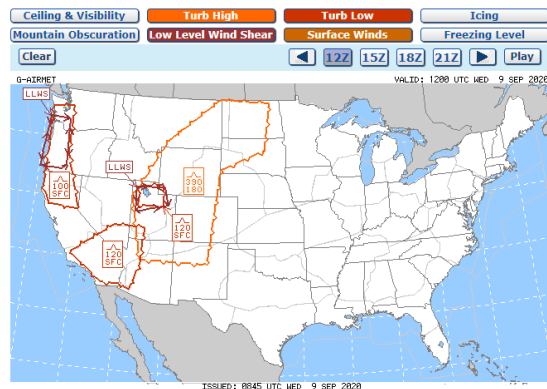 Ceiling & Visibility
Turb High
Turb Low
Icing
Mountain Obscuration
Low Level Wind Shear
Surface Winds
Freezing Level
Clear
12Z
15Z
18Z
21Z
Play
G-AIRMET
VALID: 1200 UTC WED 9 SEP 2020
LLWS
LLWS
100
SFC
390
180
120
SFC
120
SFC
ISSUED: 0845 UTC WED 9 SEP 2020